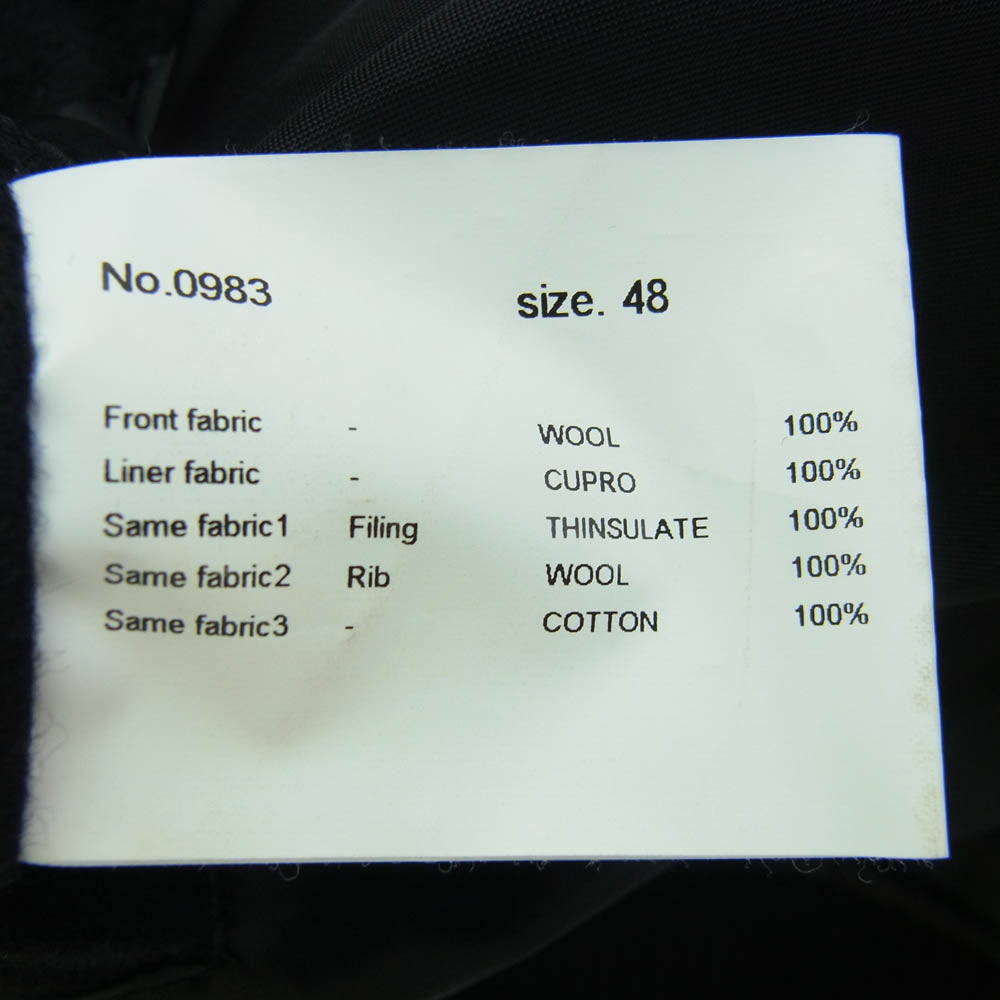 No.0983 size. 48
Front fabric - WOOL 100%
Liner fabric - CUPRO 100%
Same fabric1 Filing THINSULATE 100%
Same fabric2 Rib WOOL 100%
Same fabric3 - COTTON 100%